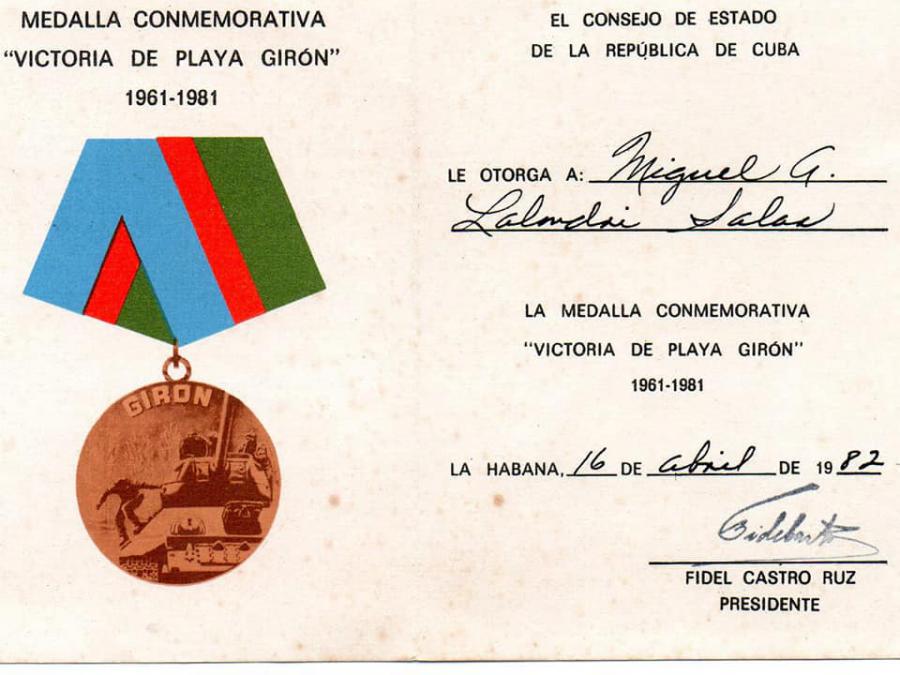 MEDALLA CONMEMORATIVA
“VICTORIA DE PLAYA GIRÓN”
1961-1981
GIRON
EL CONSEJO DE ESTADO
DE LA REPÚBLICA DE CUBA
LE OTORGA A: Miguel G.
Salas
LA MEDALLA CONMEMORATIVA
“VICTORIA DE PLAYA GIRÓN”
1961-1981
LA HABANA, 16 DE abril DE 1982
FIDEL CASTRO RUZ
PRESIDENTE